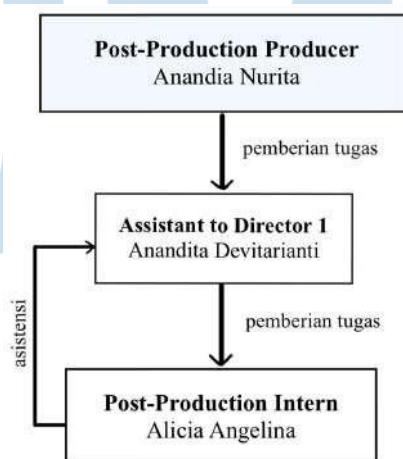 Post-Production Producer
Anandia Nurita
pemberian tugas
Assistant to Director 1
Anandita Devitarianti
asistensi
pemberian tugas
Post-Production Intern
Alicia Angelina